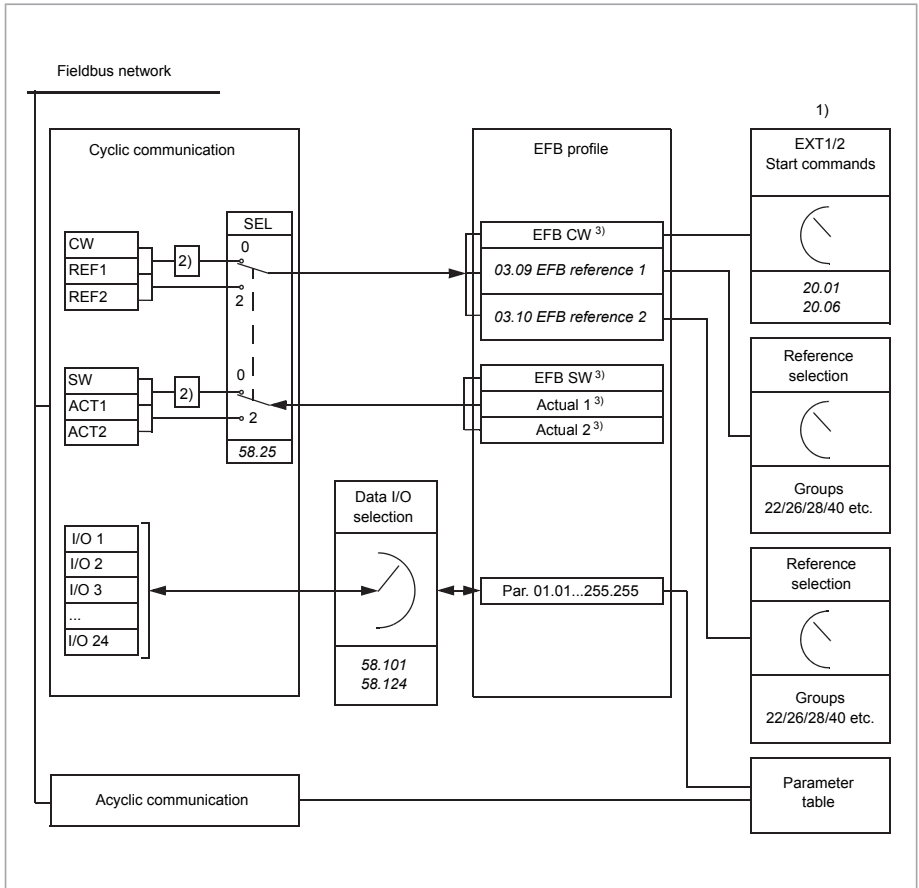 Fieldbus network
Cyclic communication
CW
REF1
REF2
2)
SEL
0
2
SW
ACT1
ACT2
2)
0
2
58.25
I/O 1
I/O 2
I/O 3
...
I/O 24
Data I/O
selection
58.101
58.124
EFB profile
EFB CW 3)
03.09 EFB reference 1
03.10 EFB reference 2
EFB SW 3)
Actual 1 3)
Actual 2 3)
Par. 01.01...255.255
1)
EXT1/2
Start commands
20.01
20.06
Reference
selection
Groups
22/26/28/40 etc.
Reference
selection
Groups
22/26/28/40 etc.
Acyclic communication
Parameter
table